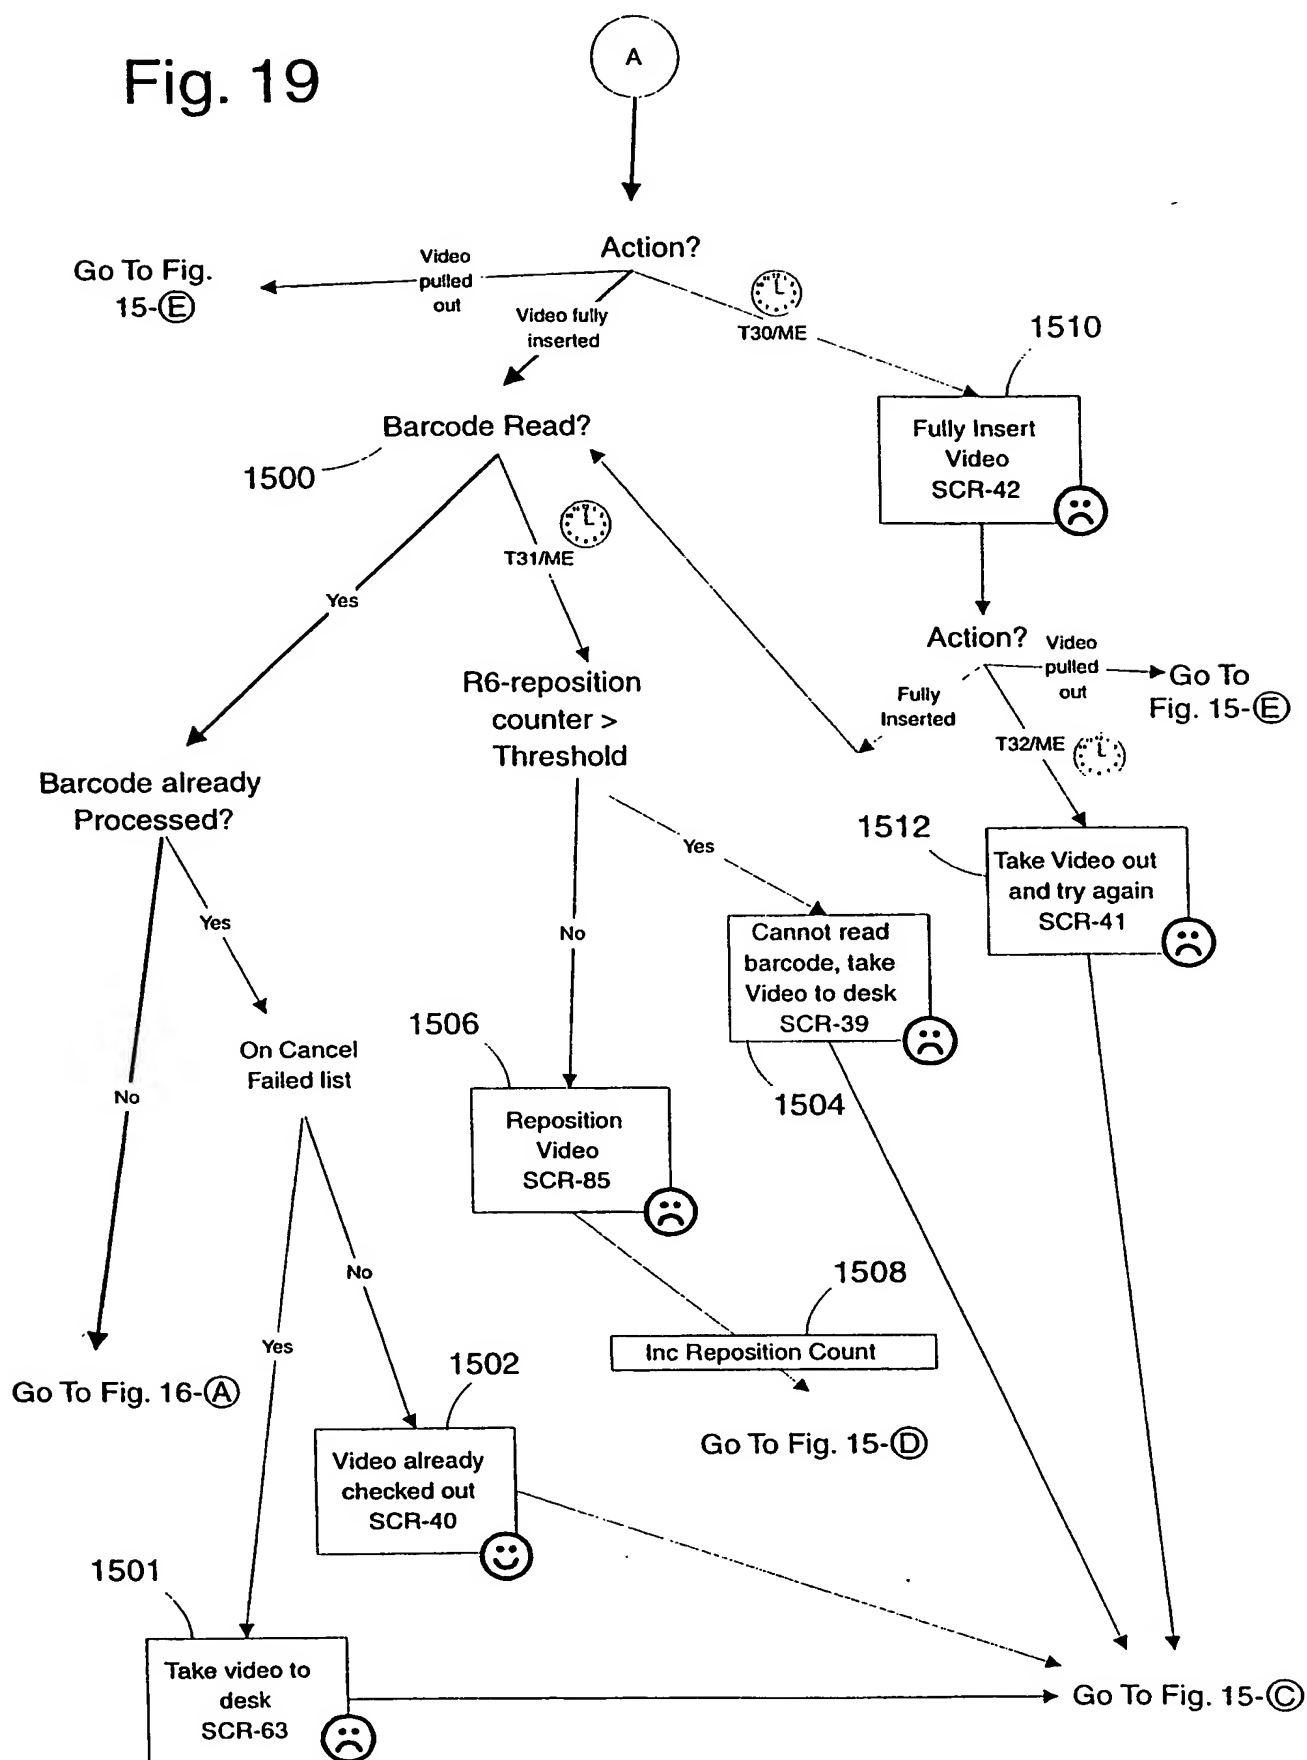 Fig. 19
A
Action?
Video
pulled
out
Go To Fig.
15-E
Video fully
inserted
T30/ME
1510
Fully Insert
Video
SCR-42
Barcode Read?
1500
T31/ME
Yes
Action?
Video
pulled
out
Go To
Fig. 15-E
Fully
Inserted
T32/ME
R6-reposition
counter >
Threshold
Barcode already
Processed?
1512
Take Video out
and try again
SCR-41
Yes
Yes
No
Cannot read
barcode, take
Video to desk
SCR-39
1504
On Cancel
Failed list
1506
Reposition
Video
SCR-85
No
No
Yes
1508
Inc Reposition Count
Go To Fig. 16-A
1502
Video already
checked out
SCR-40
Go To Fig. 15-D
1501
Take video to
desk
SCR-63
Go To Fig. 15-C